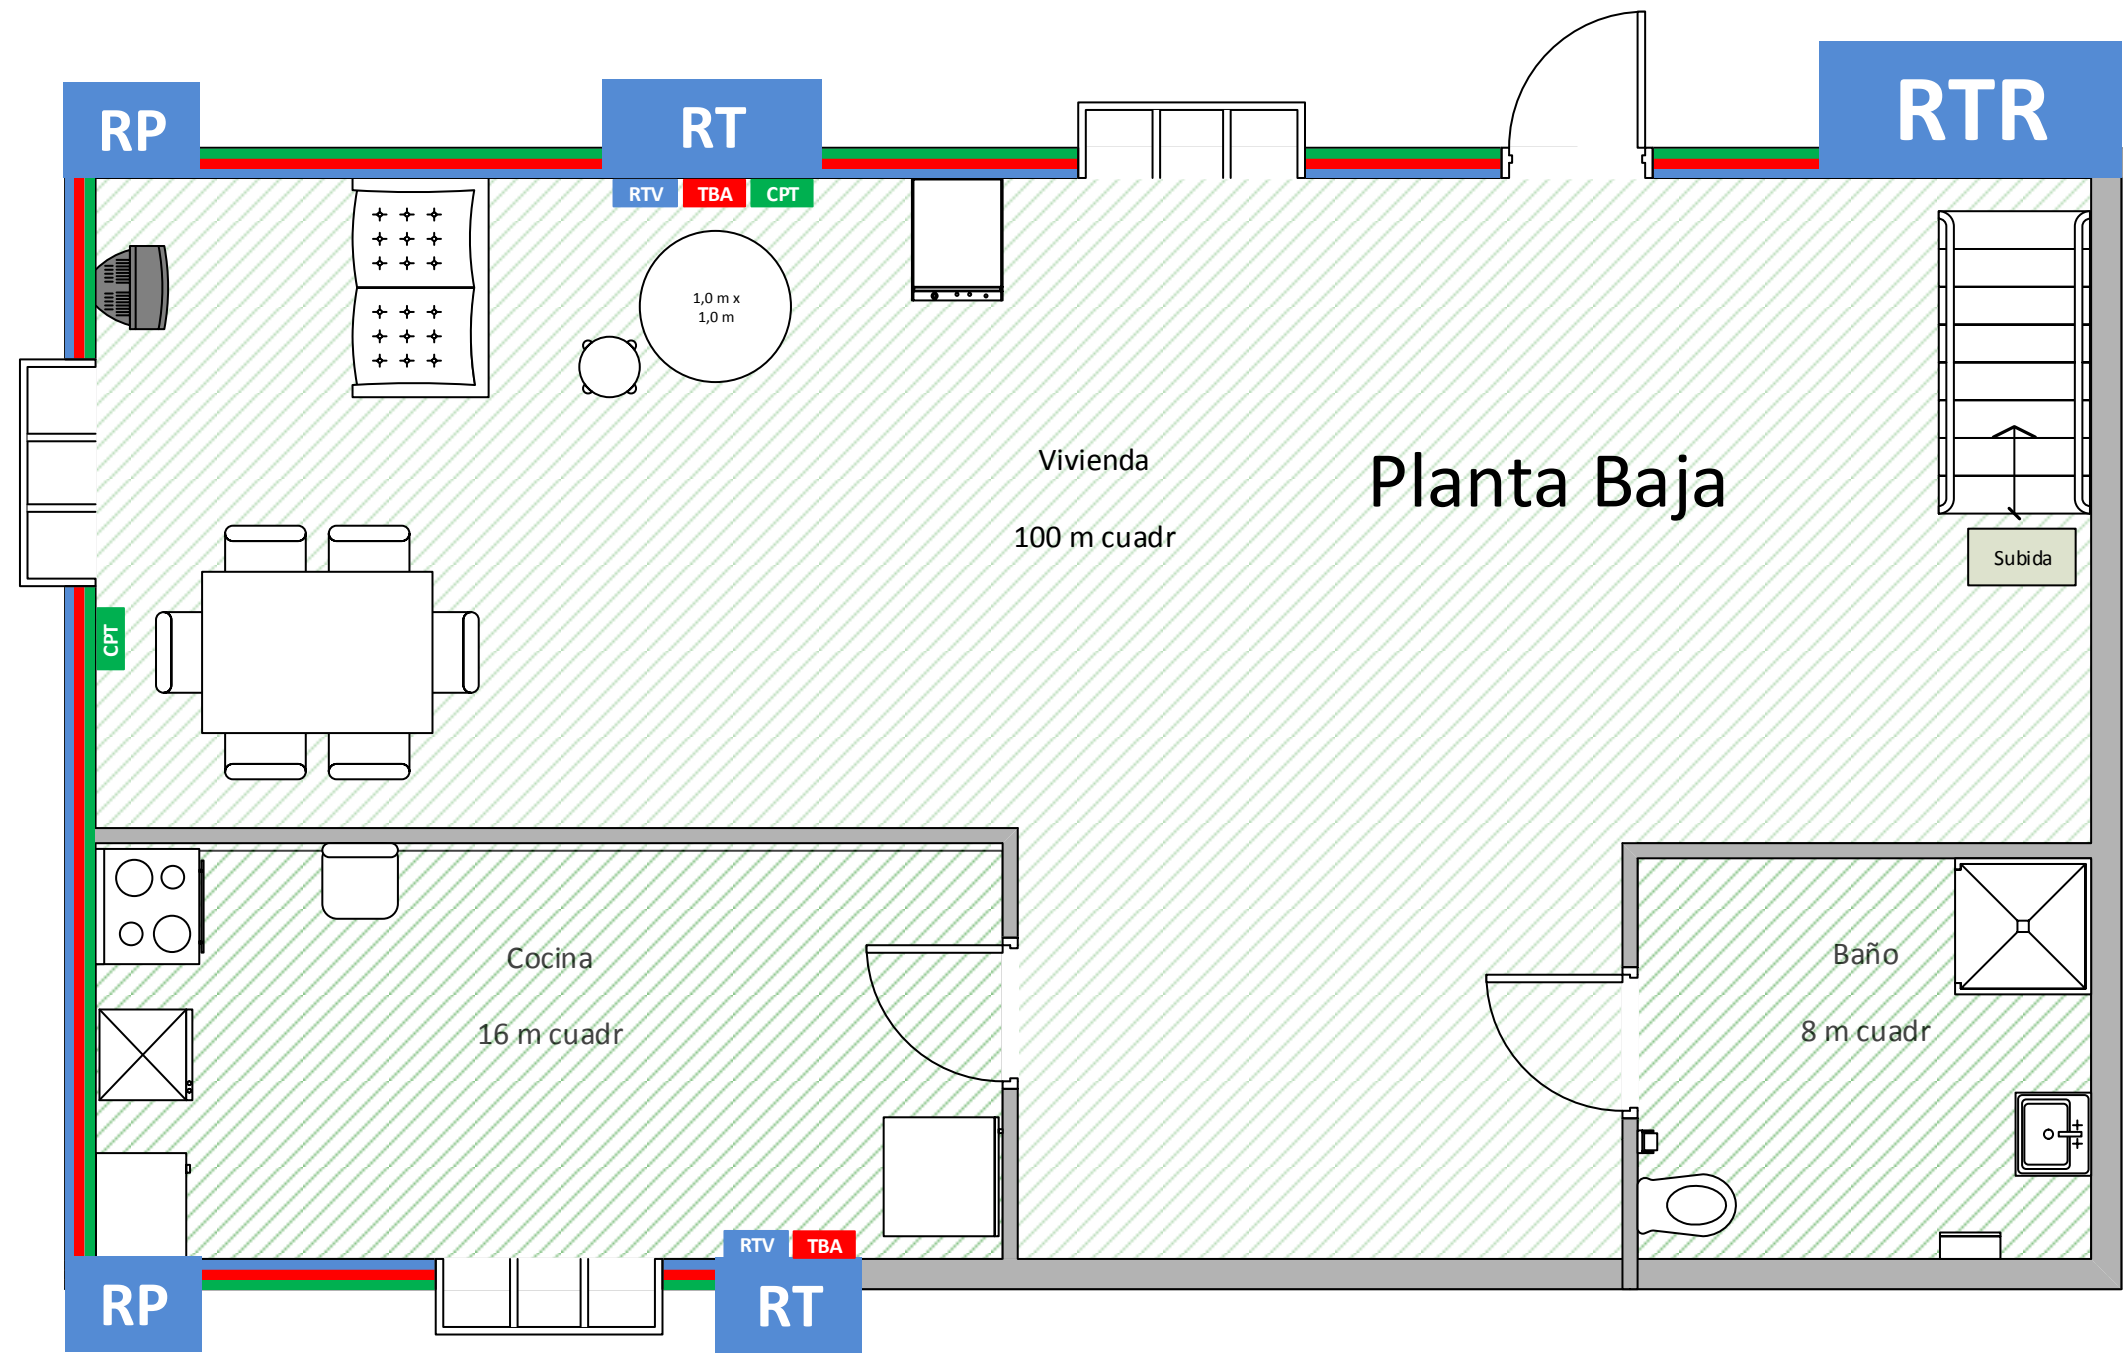 RP
RT
RTR
RTV TBA CPT
1,0 m x
1,0 m
Vivienda
100 m cuadr
Planta Baja
Subida
CPT
Cocina
16 m cuadr
Baño
8 m cuadr
RTV TBA
RP
RT